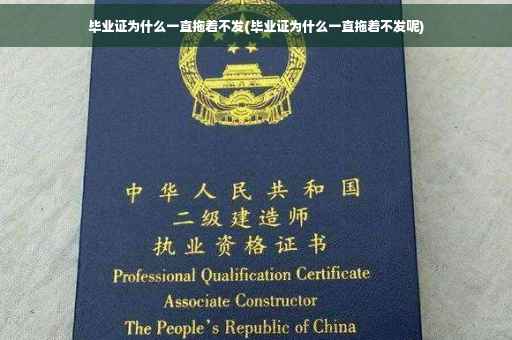 毕业证为什么一直拖着不发(毕业证为什么一直拖着不发呢)
中华人民共和国
二级建造师
执业资格证书
Professional Qualification Certificate
Associate Constructor
The People's Republic of China